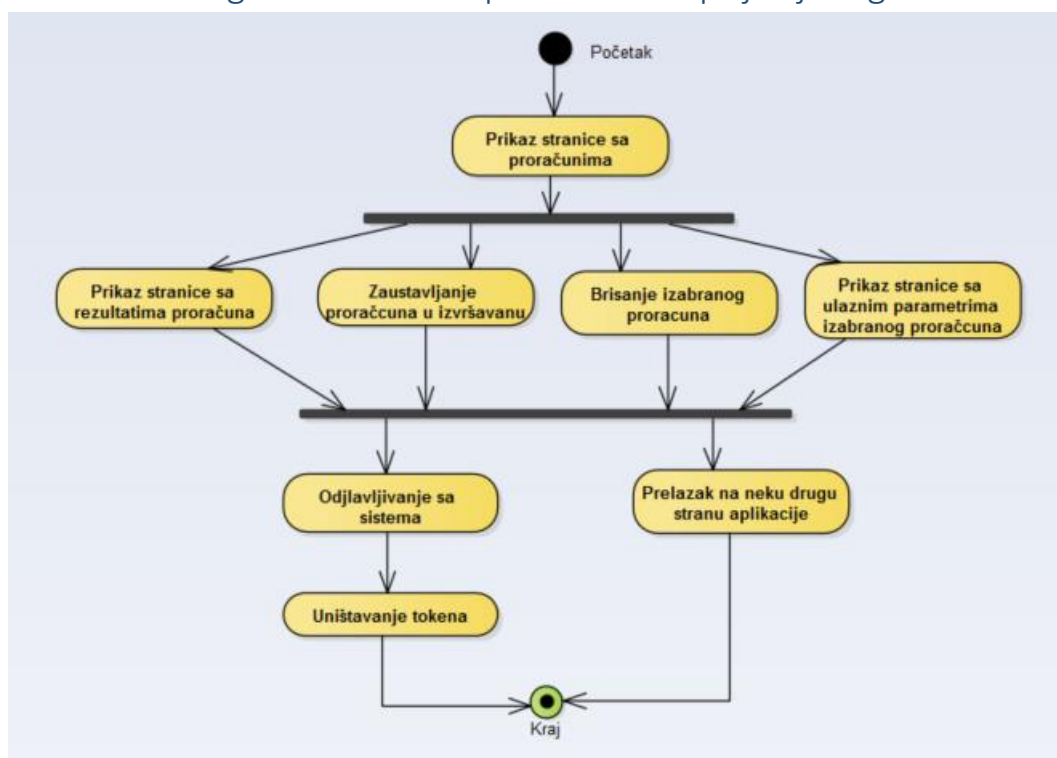 Početak
Prikaz stranice sa
proračunima
Prikaz stranice sa
rezultatima proračuna
Zaustavljanje
proračcuna u izvršavanu
Brisanje izabranog
proracuna
Prikaz stranice sa
ulaznim parametrima
izabranog proračcuna
Odjlavljivanje sa
sistema
Prelazak na neku drugu
stranu aplikacije
Uništavanje tokena
Kraj